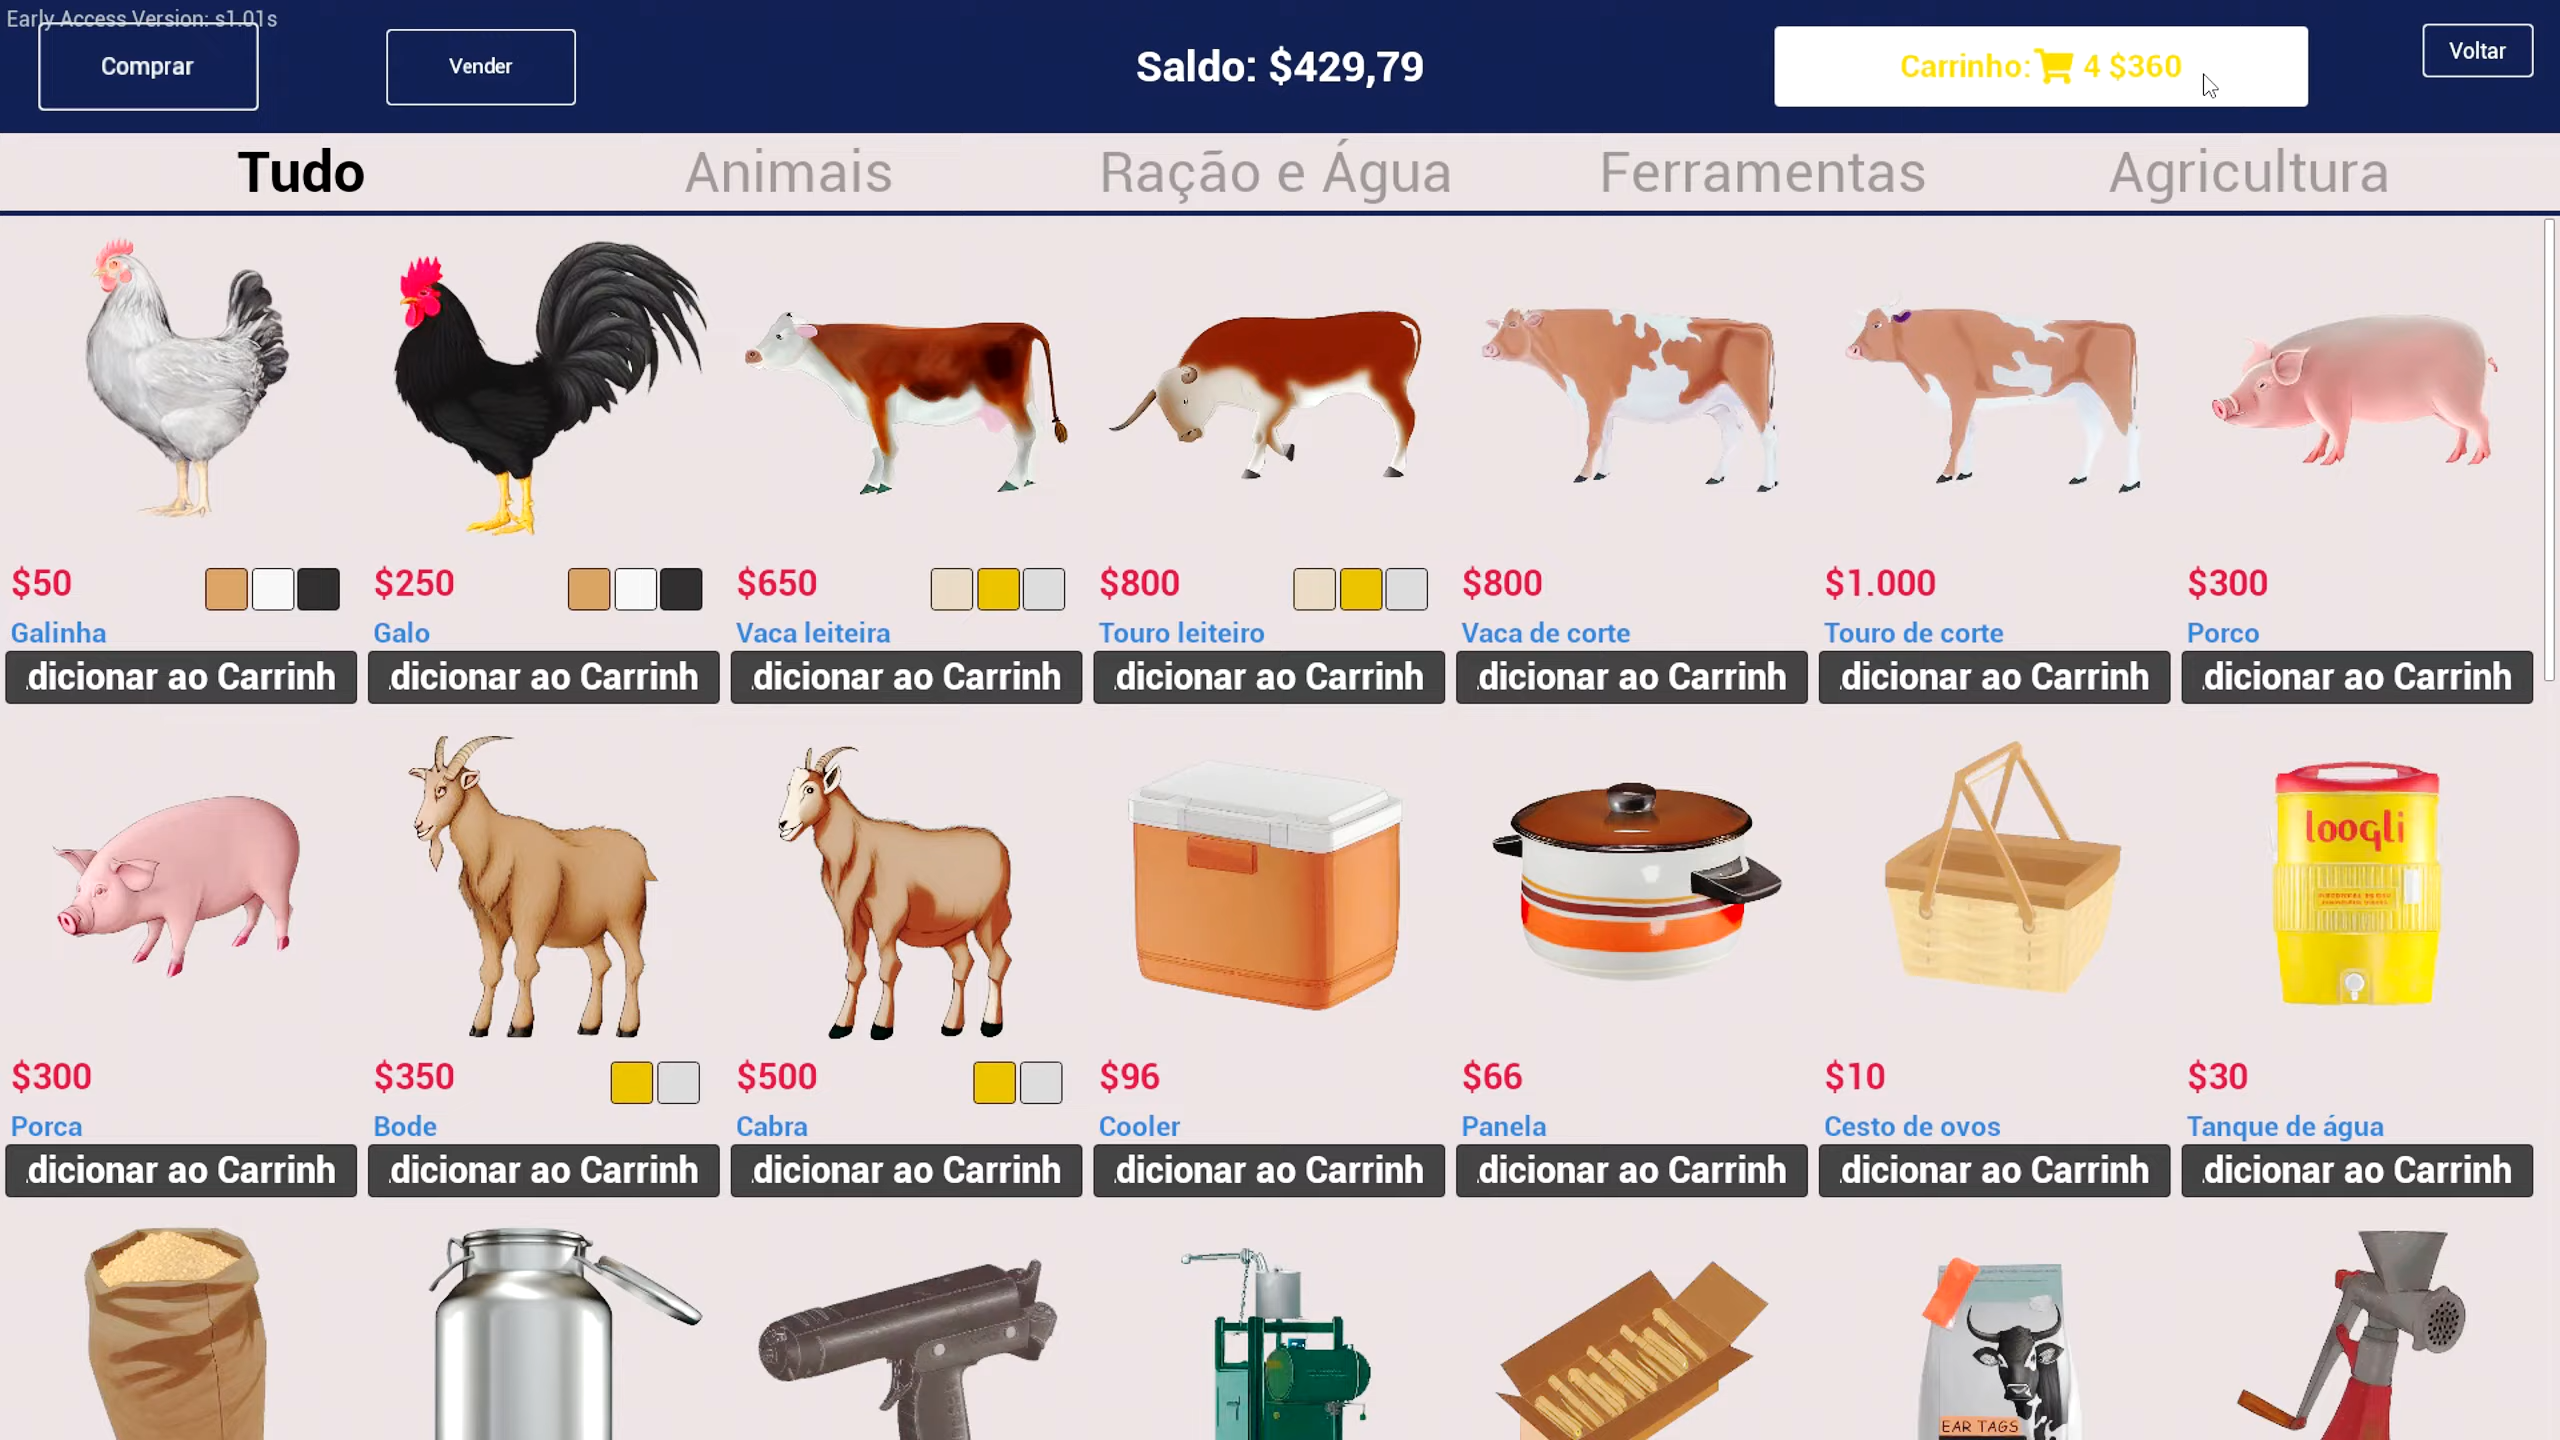 Early Access Version: s1.01s
Comprar
Vender
Saldo: $429,79
Carrinho: 4 $360
Voltar
Tudo
Animais
Ração e Água
Ferramentas
Agricultura
$50
$250
$650
$800
$800
$1.000
$300
Galinha
Galo
Vaca leiteira
Touro leiteiro
Vaca de corte
Touro de corte
Porco
dicionar ao Carrinh
dicionar ao Carrinh
dicionar ao Carrinh
dicionar ao Carrinh
dicionar ao Carrinh
dicionar ao Carrinh
dicionar ao Carrinh
looqli
$300
$350
$500
$96
$66
$10
$30
Porca
Bode
Cabra
Cooler
Panela
Cesto de ovos
Tanque de água
dicionar ao Carrinh
dicionar ao Carrinh
dicionar ao Carrinh
dicionar ao Carrinh
dicionar ao Carrinh
dicionar ao Carrinh
dicionar ao Carrinh
EAR TAGS